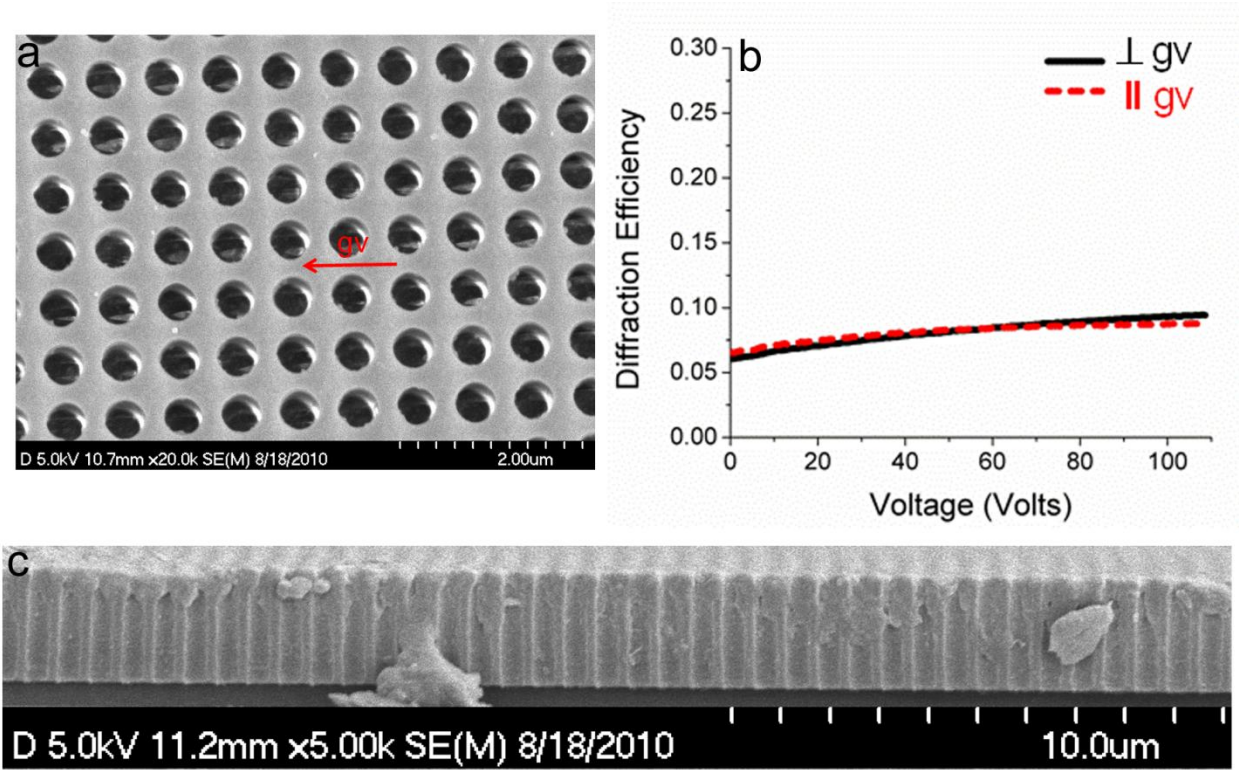 a
gv
D 5.0kV 10.7mm x20.0k SE(M) 8/18/2010
2.00um
b
⊥ gv
∥ gv
0.30
0.25
0.20
0.15
0.10
0.05
0.00
Diffraction Efficiency
0 20 40 60 80 100
Voltage (Volts)
c
D 5.0kV 11.2mm x5.00k SE(M) 8/18/2010
10.0um